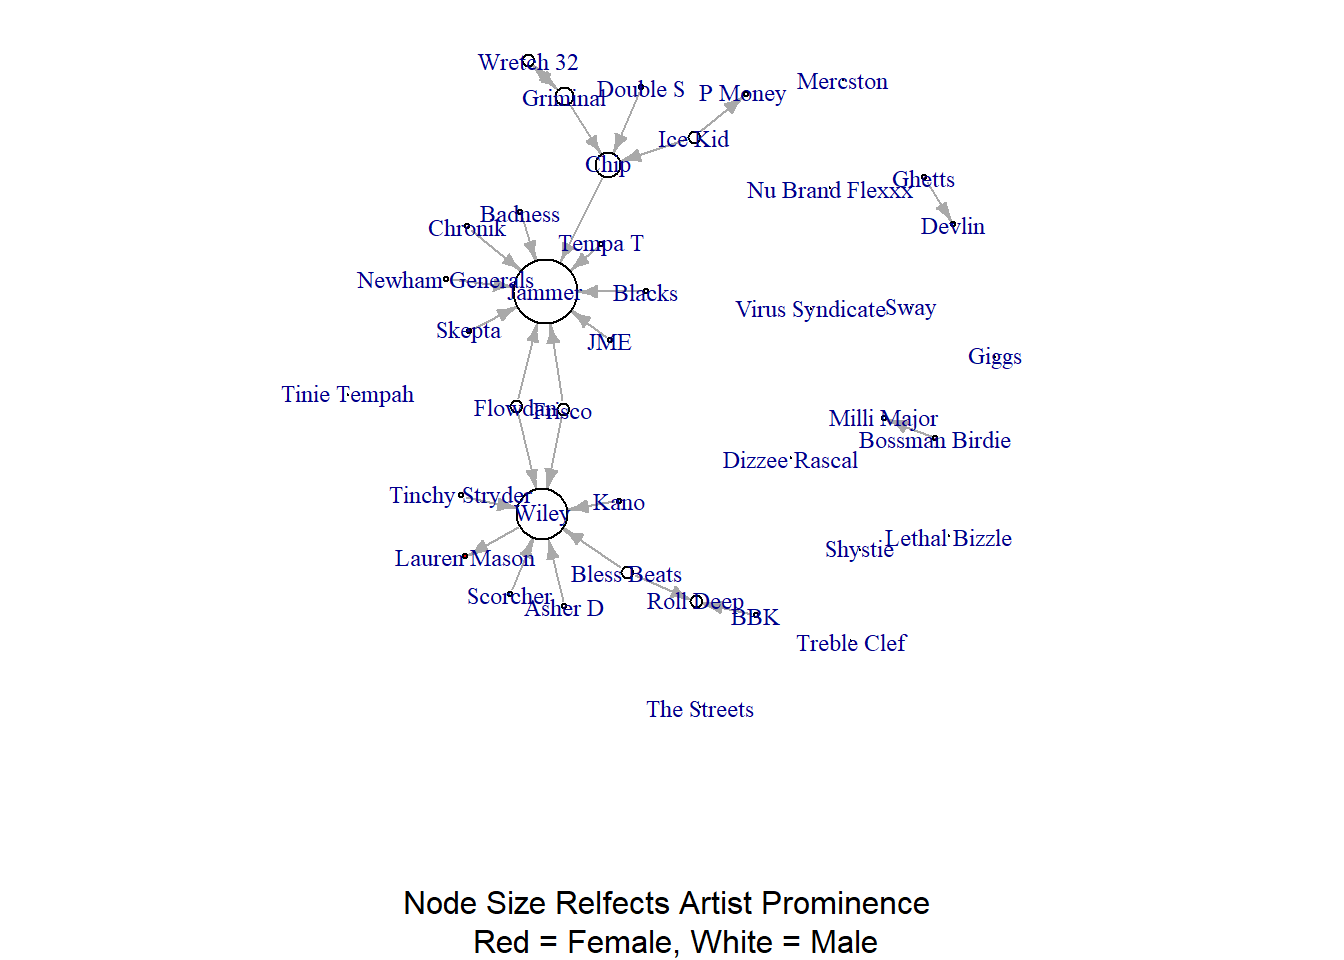 Wretch 32
Mercston
Double S
P Money
Griminal
Ice Kid
Chip
Ghetts
Nu Brand Flexxx
Badness
Devlin
Chronik
Tempa T
Newham Generals
Jammer
Blacks
Virus Syndicate
Sway
Skepta
JME
Giggs
Tinie Tempah
Flowdan
Frisco
Milli Major
Bossman Birdie
Dizzee Rascal
Tinchy Stryder
Kano
Wiley
Lethal Bizzle
Shystie
Lauren Mason
Bless Beats
Scorcher
Roll Deep
Asher D
BBK
Treble Clef
The Streets
Node Size Relfects Artist Prominence
Red = Female, White = Male